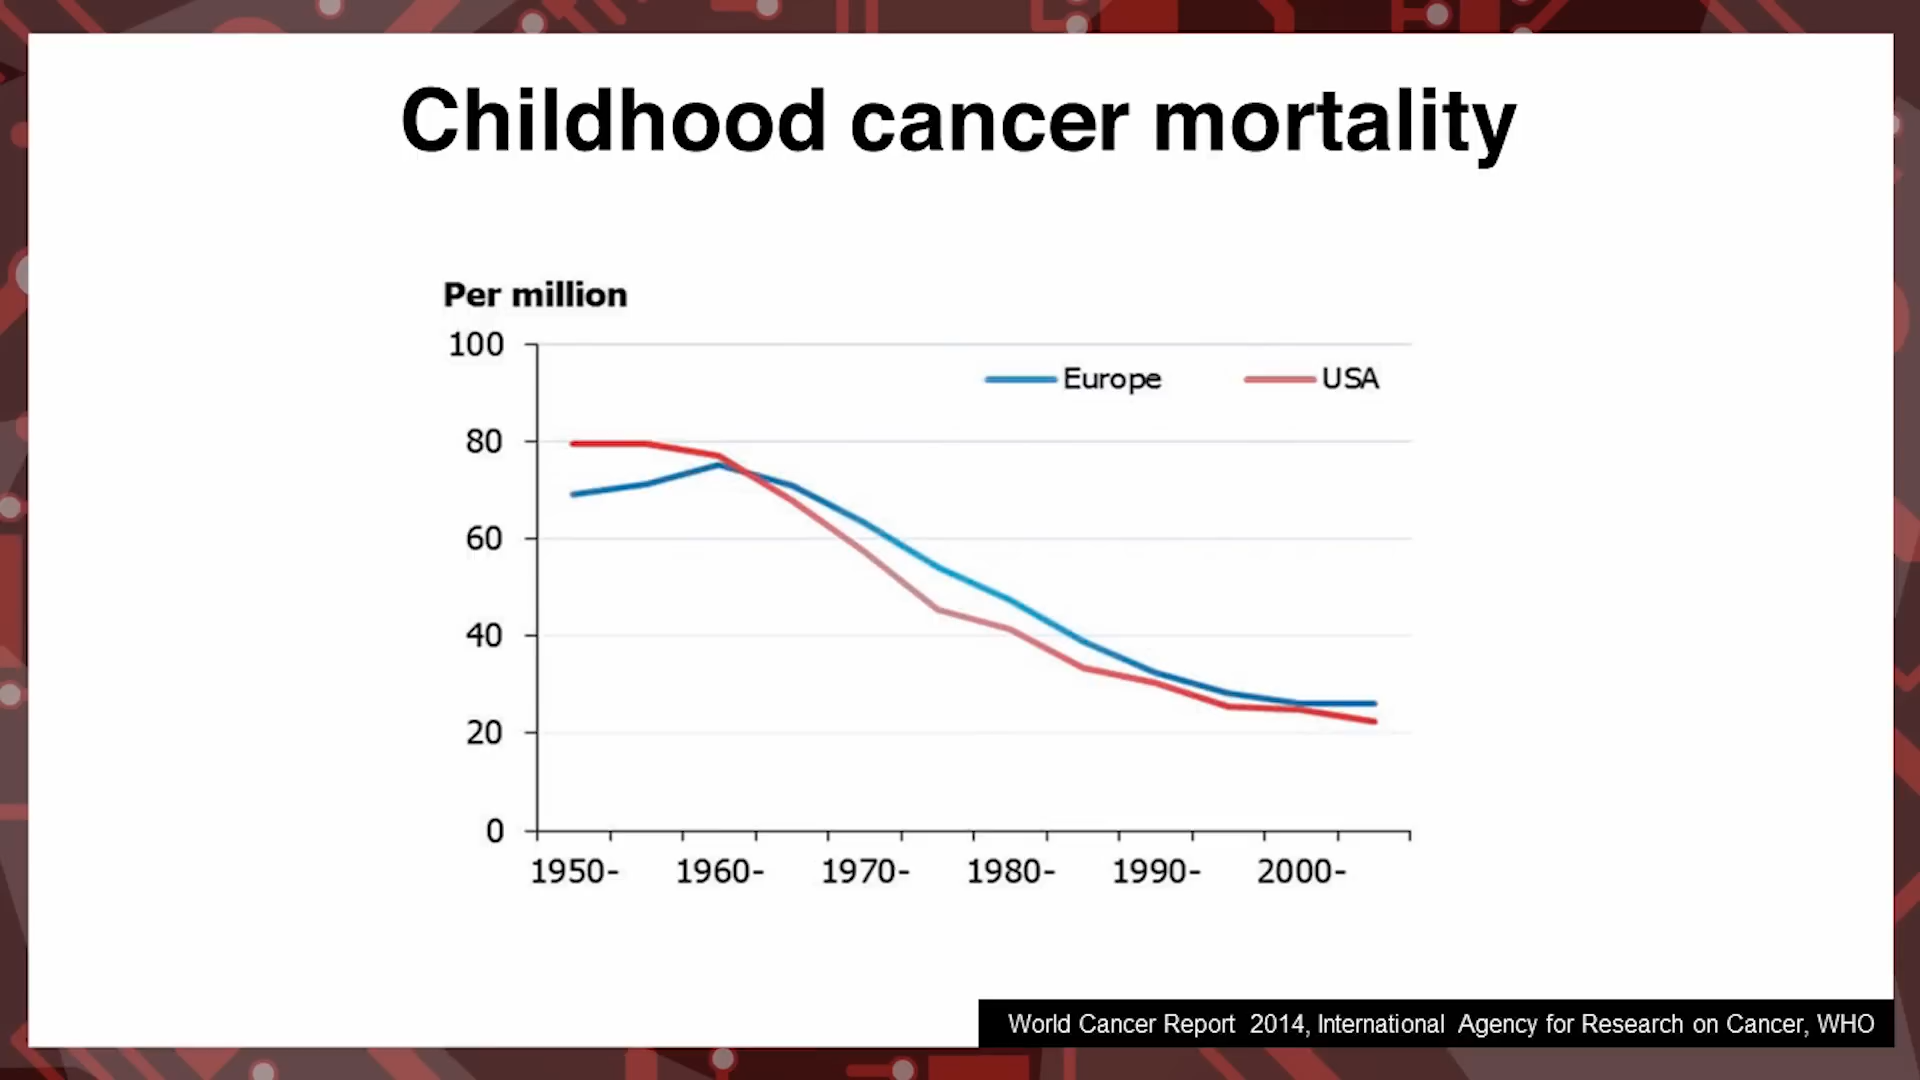 Childhood cancer mortality
Per million
100
Europe USA
80
60
40
20
0
1950- 1960- 1970- 1980- 1990- 2000-
World Cancer Report 2014, International Agency for Research on Cancer, WHO